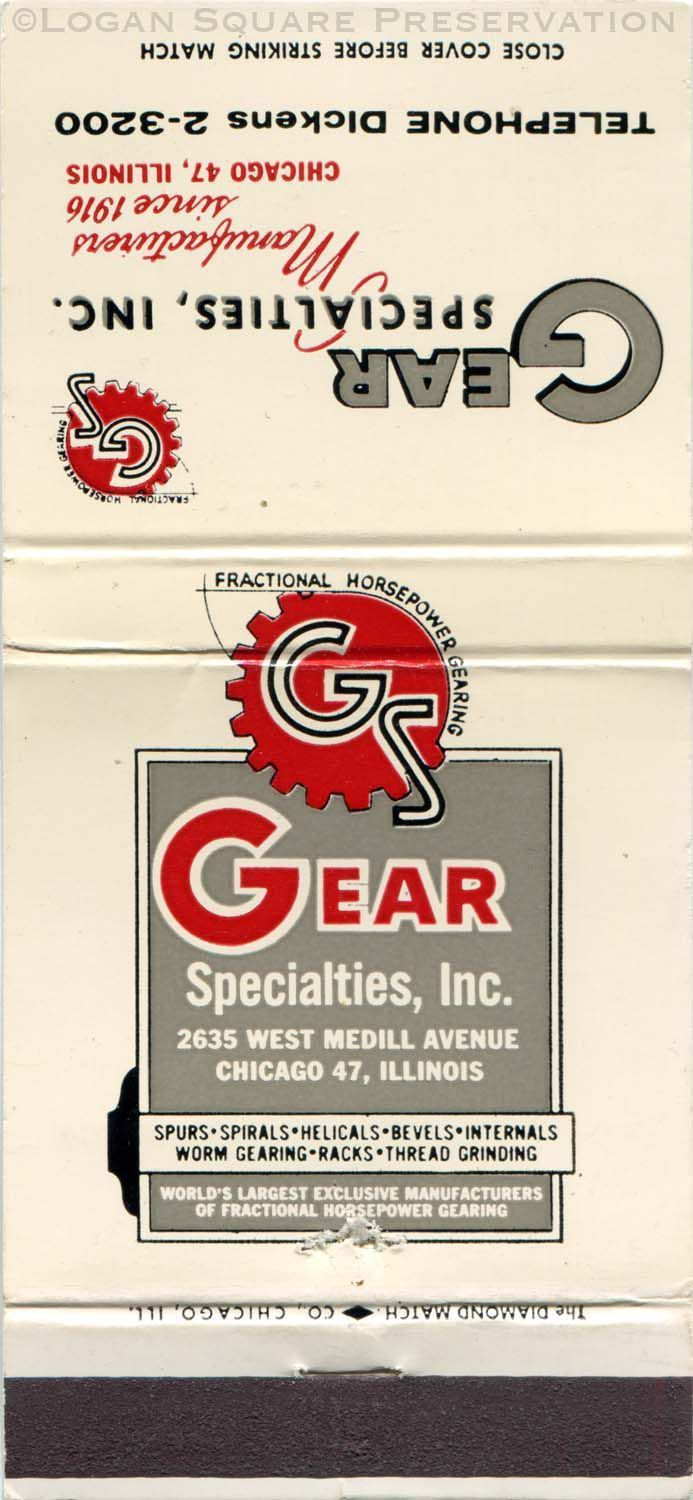 ©LOGAN SQUARE PRESERVATION
CLOSE COVER BEFORE STRIKING MATCH
TELEPHONE DIckens 2-3200
CHICAGO 47, ILLINOIS
Manufacturers
since 1916
GEAR
SPECIALTIES, INC.
GS
FRACTIONAL HORSEPOWER GEARING
FRACTIONAL HORSEPOWER GEARING
GS
GEAR
Specialties, Inc.
2635 WEST MEDILL AVENUE
CHICAGO 47, ILLINOIS
SPURS•SPIRALS•HELICALS•BEVELS•INTERNALS
WORM GEARING•RACKS•THREAD GRINDING
WORLD'S LARGEST EXCLUSIVE MANUFACTURERS
OF FRACTIONAL HORSEPOWER GEARING
The DIAMOND MATCH ◆ CO., CHICAGO, ILL.